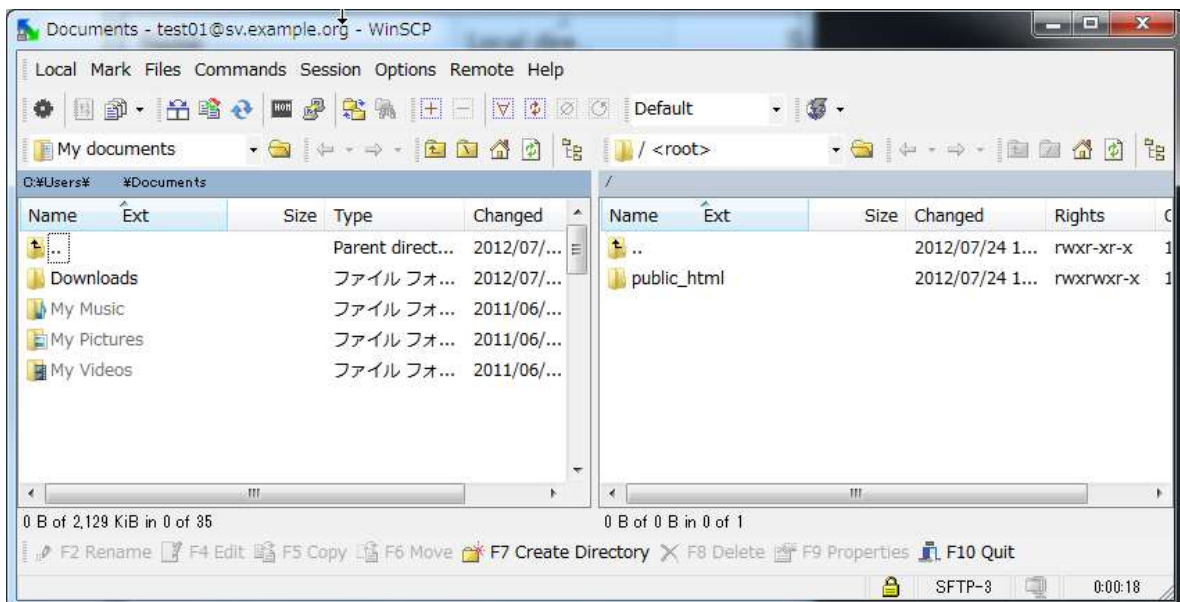 Documents - test01@sv.example.org - WinSCP
Local Mark Files Commands Session Options Remote Help
Default
My documents
/ <root>
C:¥Users¥ ¥Documents
/
Name Ext Size Type Changed
.. Parent direct... 2012/07/...
Downloads ファイル フォ... 2012/07/...
My Music ファイル フォ... 2011/06/...
My Pictures ファイル フォ... 2011/06/...
My Videos ファイル フォ... 2011/06/...
Name Ext Size Changed Rights
.. 2012/07/24 1... rwxr-xr-x 1
public_html 2012/07/24 1... rwxrwxr-x 1
0 B of 2,129 KiB in 0 of 35
0 B of 0 B in 0 of 1
F2 Rename F4 Edit F5 Copy F6 Move F7 Create Directory F8 Delete F9 Properties F10 Quit
SFTP-3 0:00:18